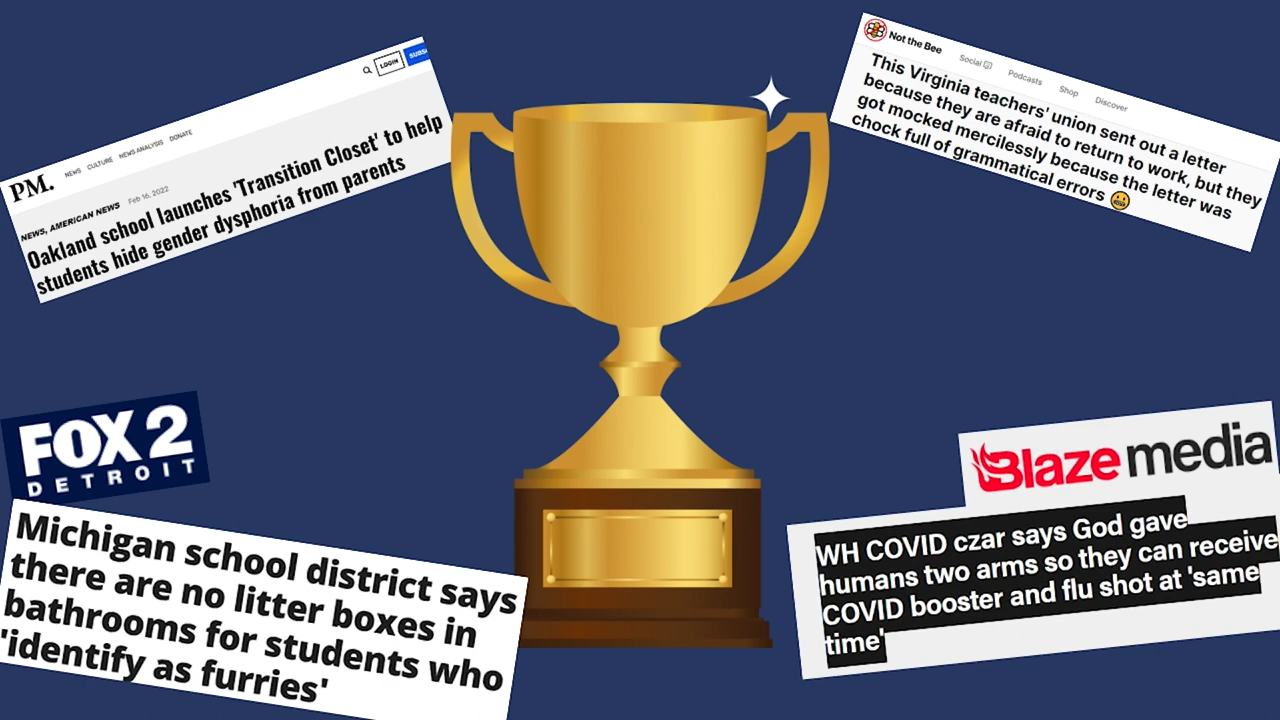 PM.
NEWS CULTURE NEWS ANALYSIS DONATE
LOGIN
NEWS, AMERICAN NEWS Feb 16, 2022
Oakland school launches 'Transition Closet' to help
students hide gender dysphoria from parents
Not the Bee
Social Podcasts Shop Discover
This Virginia teachers' union sent out a letter
because they are afraid to return to work, but they
got mocked mercilessly because the letter was
chock full of grammatical errors 🤬
FOX 2
DETROIT
Michigan school district says
there are no litter boxes in
bathrooms for students who
'identify as furries'
Blaze media
WH COVID czar says God gave
humans two arms so they can receive
COVID booster and flu shot at 'same
time'